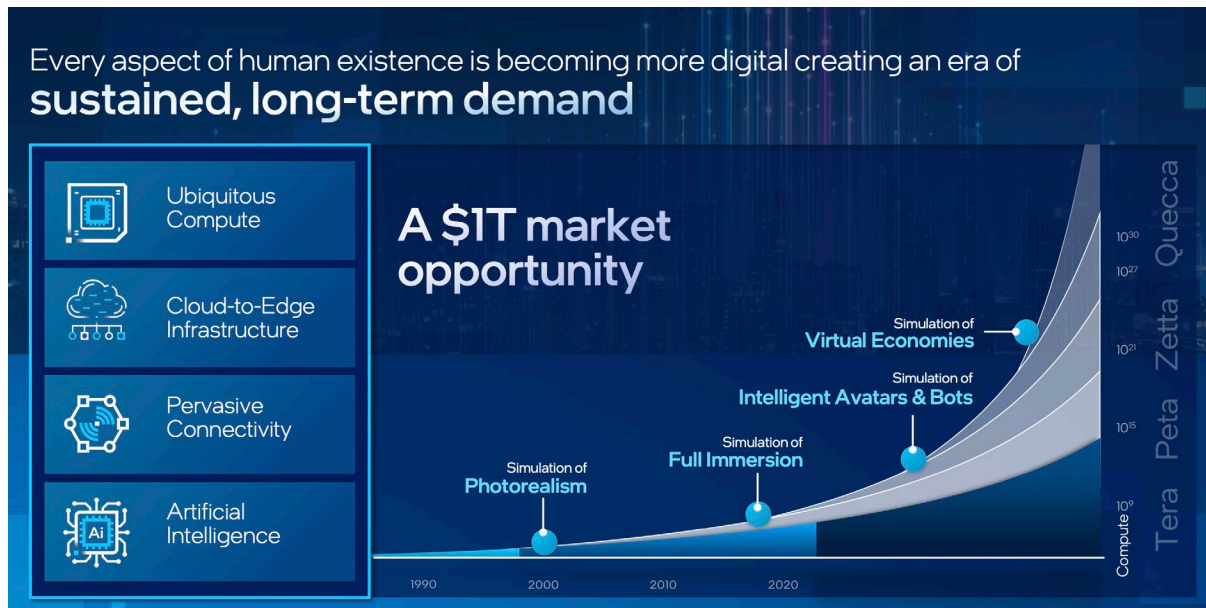 Every aspect of human existence is becoming more digital creating an era of
sustained, long-term demand
Ubiquitous
Compute
Cloud-to-Edge
Infrastructure
Pervasive
Connectivity
Ai
Artificial
Intelligence
A $1T market
opportunity
Simulation of
Photorealism
Simulation of
Full Immersion
Simulation of
Intelligent Avatars & Bots
Simulation of
Virtual Economies
1990
2000
2010
2020
10³⁰
10²⁷
10²¹
10¹⁵
10⁹
Compute
Quecca
Zetta
Peta
Tera